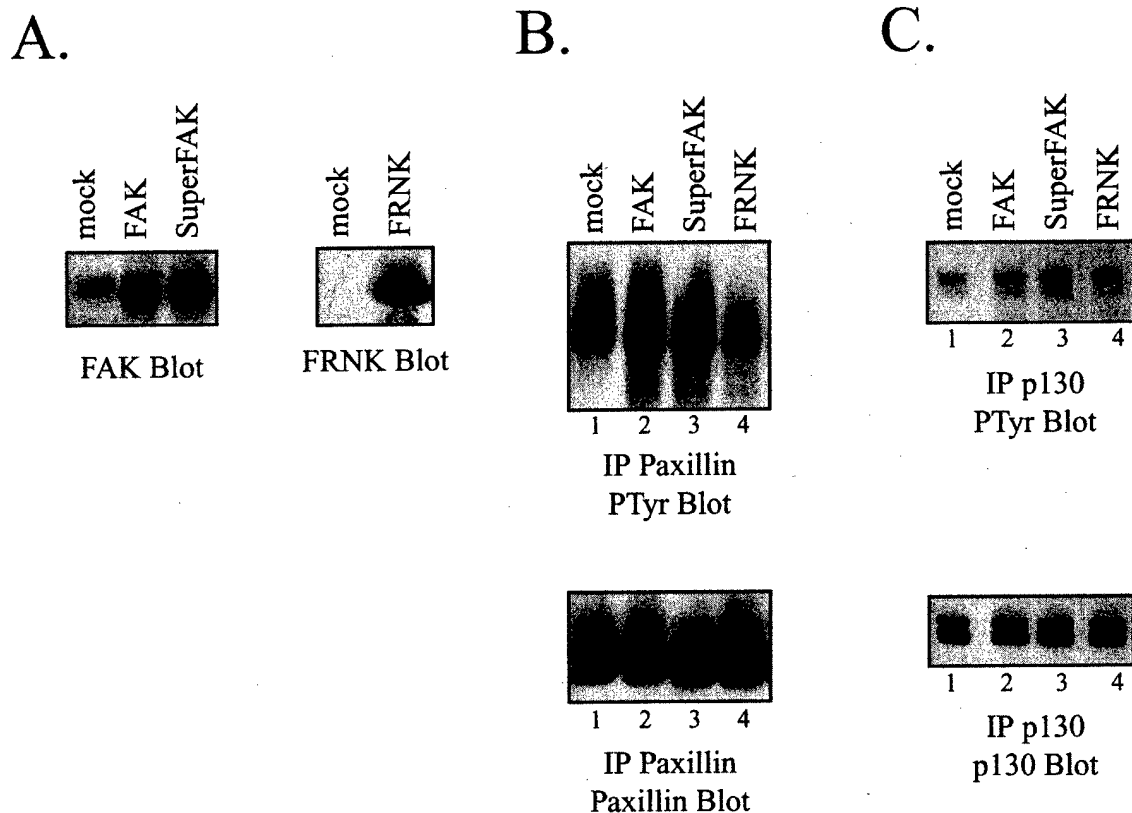 A.
B.
C.
mock
FAK
SuperFAK
mock
FRNK
FAK Blot
FRNK Blot
mock
FAK
SuperFAK
FRNK
1 2 3 4
IP Paxillin
PTyr Blot
1 2 3 4
IP Paxillin
Paxillin Blot
mock
FAK
SuperFAK
FRNK
1 2 3 4
IP p130
PTyr Blot
1 2 3 4
IP p130
p130 Blot